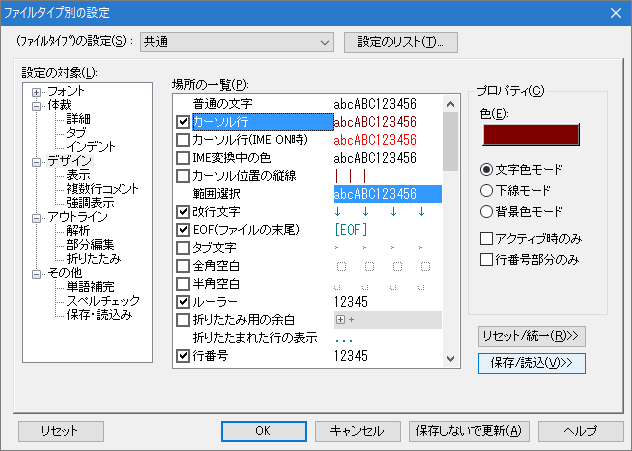 ファイルタイプ別の設定
(ファイルタイプ)の設定(S)：
共通
設定のリスト(T)...
設定の対象(L):
フォント
体裁
詳細
タブ
インデント
デザイン
表示
複数行コメント
強調表示
アウトライン
解析
部分編集
折りたたみ
その他
単語補完
スペルチェック
保存・読込み
場所の一覧(P):
普通の文字 abcABC123456
カーソル行 abcABC123456
カーソル行(IME ON時) abcABC123456
IME変換中の色 abcABC123456
カーソル位置の縦線
範囲選択 abcABC123456
改行文字 ↓ ↓ ↓ ↓
EOF(ファイルの末尾) [EOF]
タブ文字
全角空白
半角空白
ルーラー 12345
折りたたみ用の余白
折りたたまれた行の表示 ...
行番号 12345
プロパティ(C)
色(E):
文字色モード
下線モード
背景色モード
アクティブ時のみ
行番号部分のみ
リセット/統一(R)>>
保存/読込(V)>>
リセット
OK
キャンセル
保存しないで更新(A)
ヘルプ